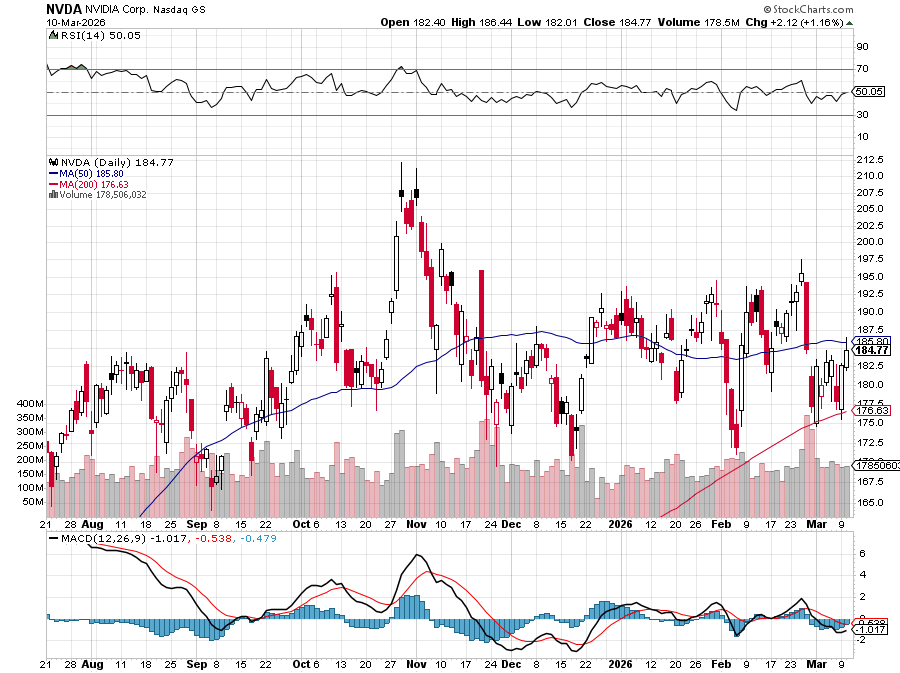 NVDA NVIDIA Corp. Nasdaq GS © StockCharts.com
10-Mar-2026 Open 182.40 High 186.44 Low 182.01 Close 184.77 Volume 178.5M Chg +2.12 (+1.16%)
RSI(14) 50.05
90
70
50.05
30
10
NVDA (Daily) 184.77
MA(50) 185.80
MA(200) 176.63
Volume 178,506,032
212.5
210.0
207.5
205.0
202.5
200.0
197.5
195.0
192.5
190.0
187.5
185.80
184.77
182.5
180.0
177.5
176.63
175.0
172.5
170.0
17850603
167.5
165.0
400M
350M
300M
250M
200M
150M
100M
50M
21 28 Aug 11 18 25 Sep 8 15 22 Oct 6 13 20 27 Nov 10 17 24 Dec 8 15 22 2026 12 20 26 Feb 9 17 23 Mar 9
MACD(12,26,9) -1.017, -0.538, -0.479
6
4
2
0
-0.538
-1.017
-2
21 28 Aug 11 18 25 Sep 8 15 22 Oct 6 13 20 27 Nov 10 17 24 Dec 8 15 22 2026 12 20 26 Feb 9 17 23 Mar 9